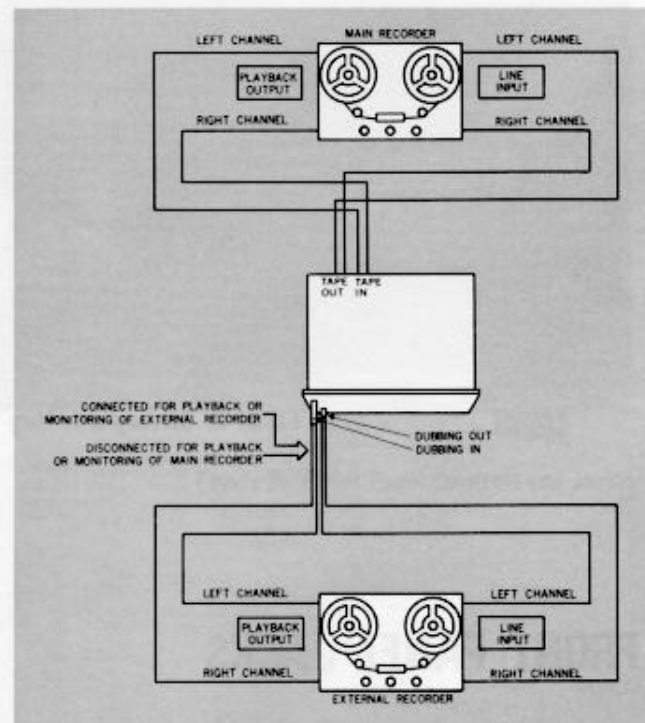 MAIN RECORDER
LEFT CHANNEL
LEFT CHANNEL
PLAYBACK
OUTPUT
LINE
INPUT
RIGHT CHANNEL
RIGHT CHANNEL
TAPE TAPE
OUT IN
CONNECTED FOR PLAYBACK OR
MONITORING OF EXTERNAL RECORDER
DISCONNECTED FOR PLAYBACK
OR MONITORING OF MAIN RECORDER
DUBBING OUT
DUBBING IN
LEFT CHANNEL
LEFT CHANNEL
PLAYBACK
OUTPUT
LINE
INPUT
RIGHT CHANNEL
RIGHT CHANNEL
EXTERNAL RECORDER